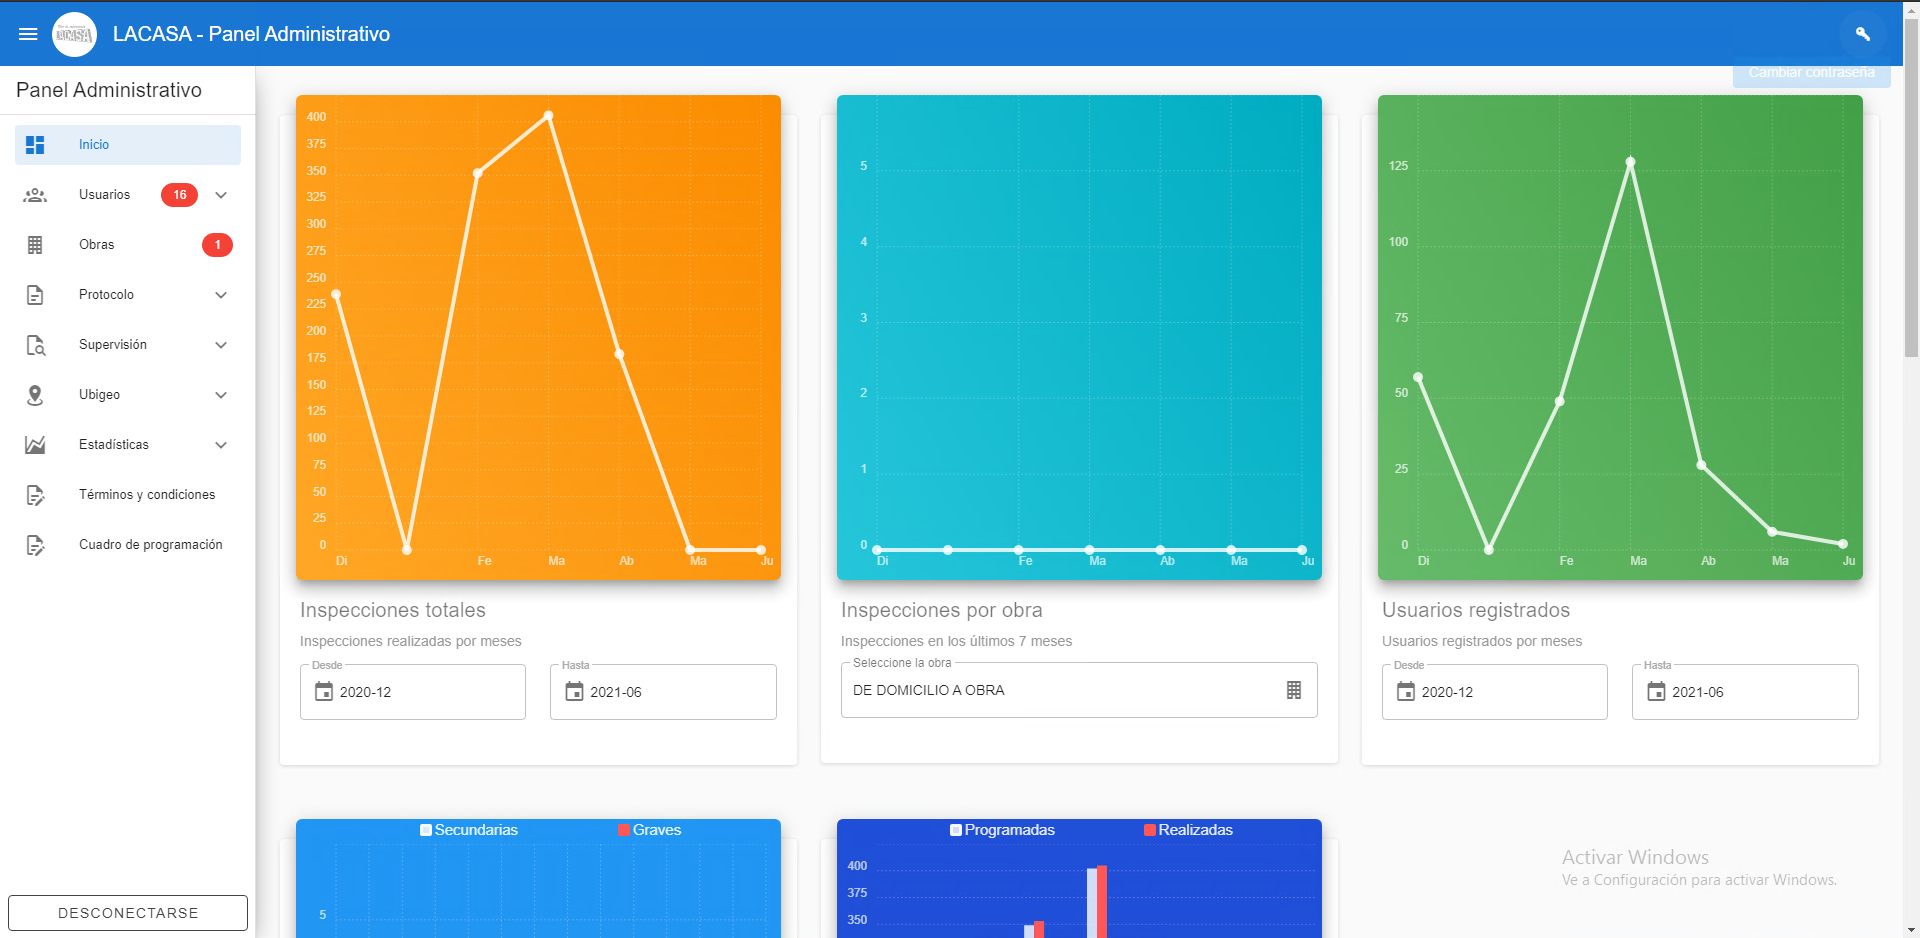 LACASA
LACASA - Panel Administrativo
Cambiar contraseña
Panel Administrativo
Inicio
Usuarios
16
Obras
1
Protocolo
Supervisión
Ubigeo
Estadísticas
Términos y condiciones
Cuadro de programación
DESCONECTARSE
400
375
350
325
300
275
250
225
200
175
150
125
100
75
50
25
0
Di Fe Ma Ab Ma Ju
Inspecciones totales
Inspecciones realizadas por meses
Desde
2020-12
Hasta
2021-06
5
4
3
2
1
0
Di Fe Ma Ab Ma Ju
Inspecciones por obra
Inspecciones en los últimos 7 meses
Seleccione la obra
DE DOMICILIO A OBRA
125
100
75
50
25
0
Di Fe Ma Ab Ma Ju
Usuarios registrados
Usuarios registrados por meses
Desde
2020-12
Hasta
2021-06
Secundarias Graves
5
Programadas Realizadas
400
375
350
Activar Windows
Ve a Configuración para activar Windows.